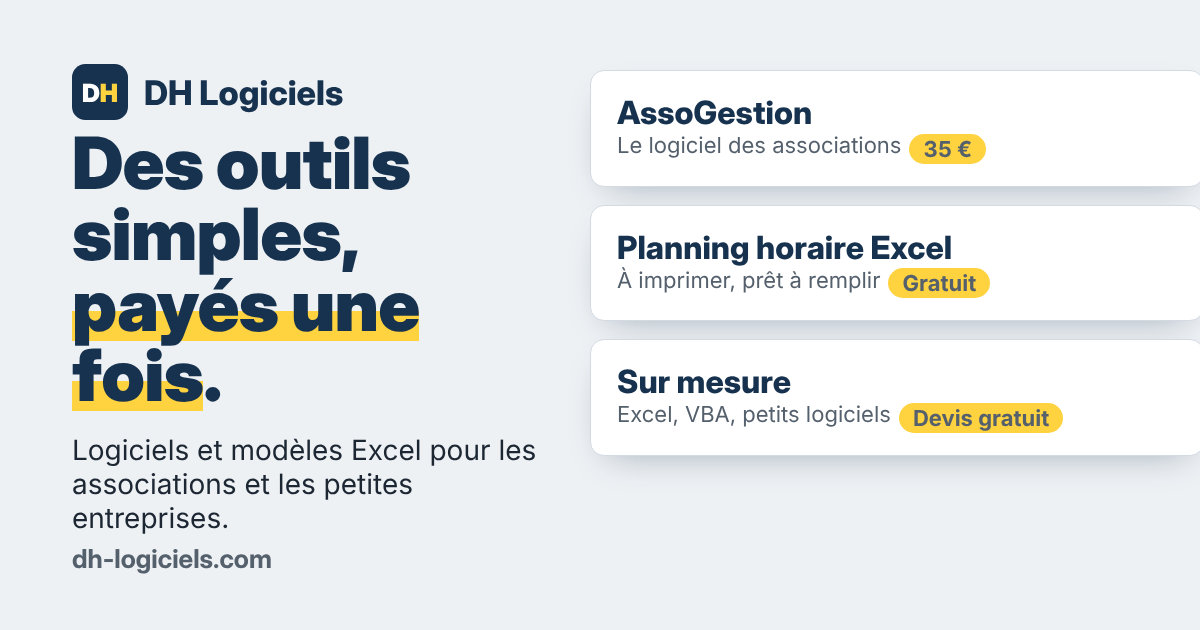 DH DH Logiciels
Des outils
simples,
payés une
fois.
Logiciels et modèles Excel pour les
associations et les petites
entreprises.
dh-logiciels.com
AssoGestion
Le logiciel des associations 35 €
Planning horaire Excel
À imprimer, prêt à remplir Gratuit
Sur mesure
Excel, VBA, petits logiciels Devis gratuit